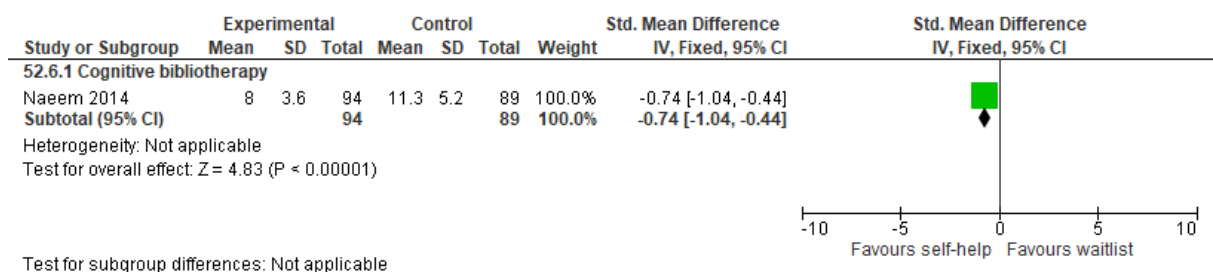 Experimental Control Std. Mean Difference Std. Mean Difference
Study or Subgroup Mean SD Total Mean SD Total Weight IV, Fixed, 95% CI IV, Fixed, 95% CI
52.6.1 Cognitive bibliotherapy
Naeem 2014 8 3.6 94 11.3 5.2 89 100.0% -0.74 [-1.04, -0.44]
Subtotal (95% CI) 94 89 100.0% -0.74 [-1.04, -0.44]
Heterogeneity: Not applicable
Test for overall effect: Z = 4.83 (P < 0.00001)
-10 -5 0 5 10
Favours self-help Favours waitlist
Test for subgroup differences: Not applicable